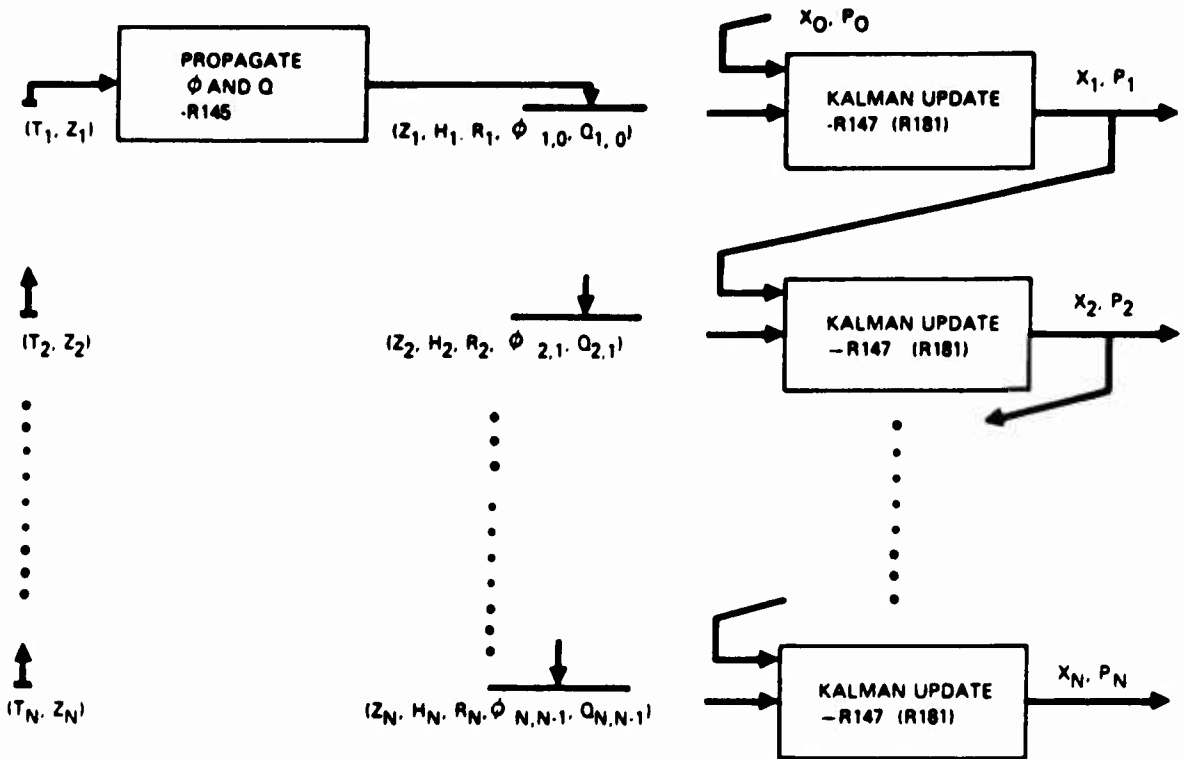 X0, P0
PROPAGATE
ϕ AND Q
-R145
(T1, Z1)
(Z1, H1, R1, ϕ 1,0, Q1,0)
KALMAN UPDATE
-R147 (R181)
X1, P1
(T2, Z2)
(Z2, H2, R2, ϕ 2,1, Q2,1)
KALMAN UPDATE
—R147 (R181)
X2, P2
(TN, ZN)
(ZN, HN, RN, ϕ N,N-1, QN,N-1)
KALMAN UPDATE
—R147 (R181)
XN, PN